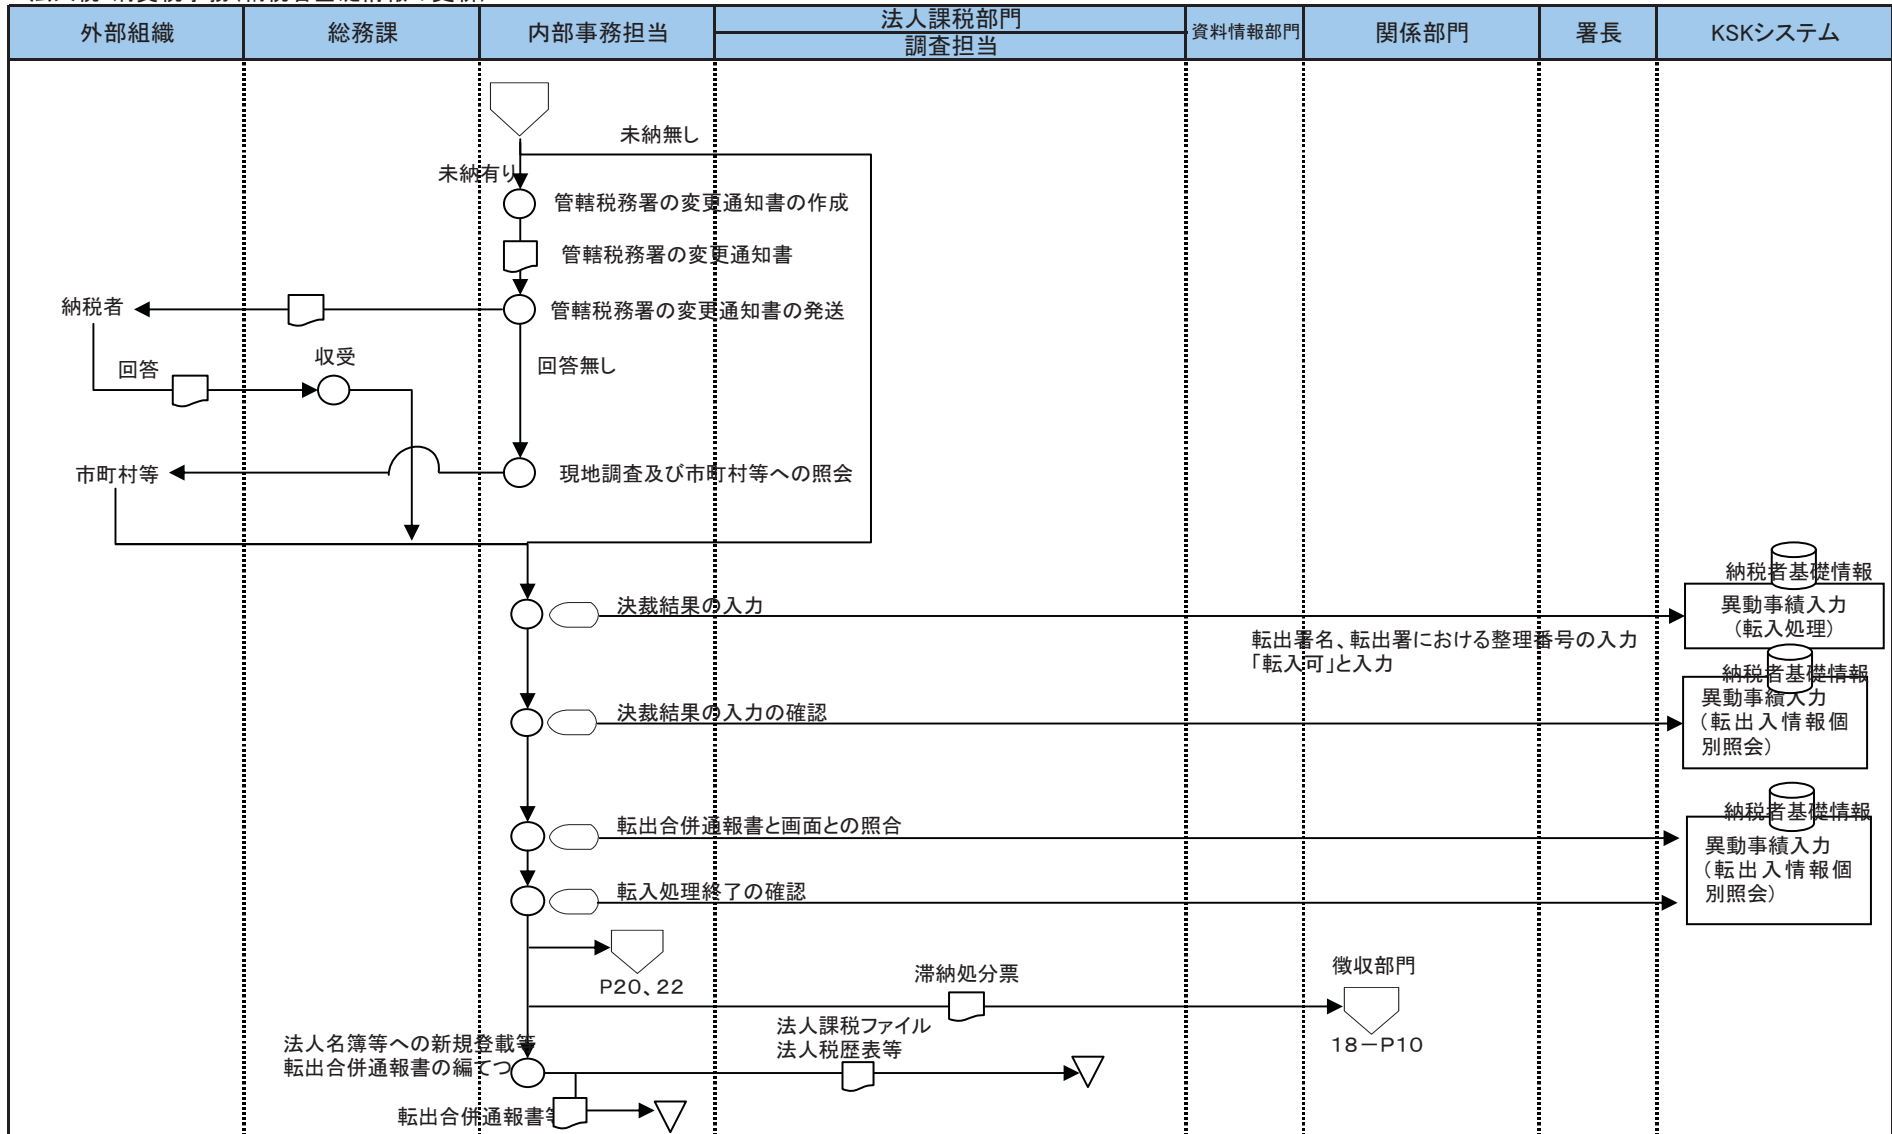 外部組織
総務課
内部事務担当
法人課税部門
調査担当
資料情報部門
関係部門
署長
KSKシステム
未納無し
未納有り
管轄税務署の変更通知書の作成
管轄税務署の変更通知書
納税者
管轄税務署の変更通知書の発送
回答
収受
回答無し
市町村等
現地調査及び市町村等への照会
納税者基礎情報
決裁結果の入力
異動事績入力
（転入処理）
転出署名、転出署における整理番号の入力
「転入可」と入力
納税者基礎情報
決裁結果の入力の確認
異動事績入力
（転出入情報個
別照会）
納税者基礎情報
転出合併通報書と画面との照合
異動事績入力
（転出入情報個
別照会）
転入処理終了の確認
P20、22
滞納処分票
徴収部門
18－P10
法人課税ファイル
法人税歴表等
法人名簿等への新規登載等
転出合併通報書の編てつ
転出合併通報書等